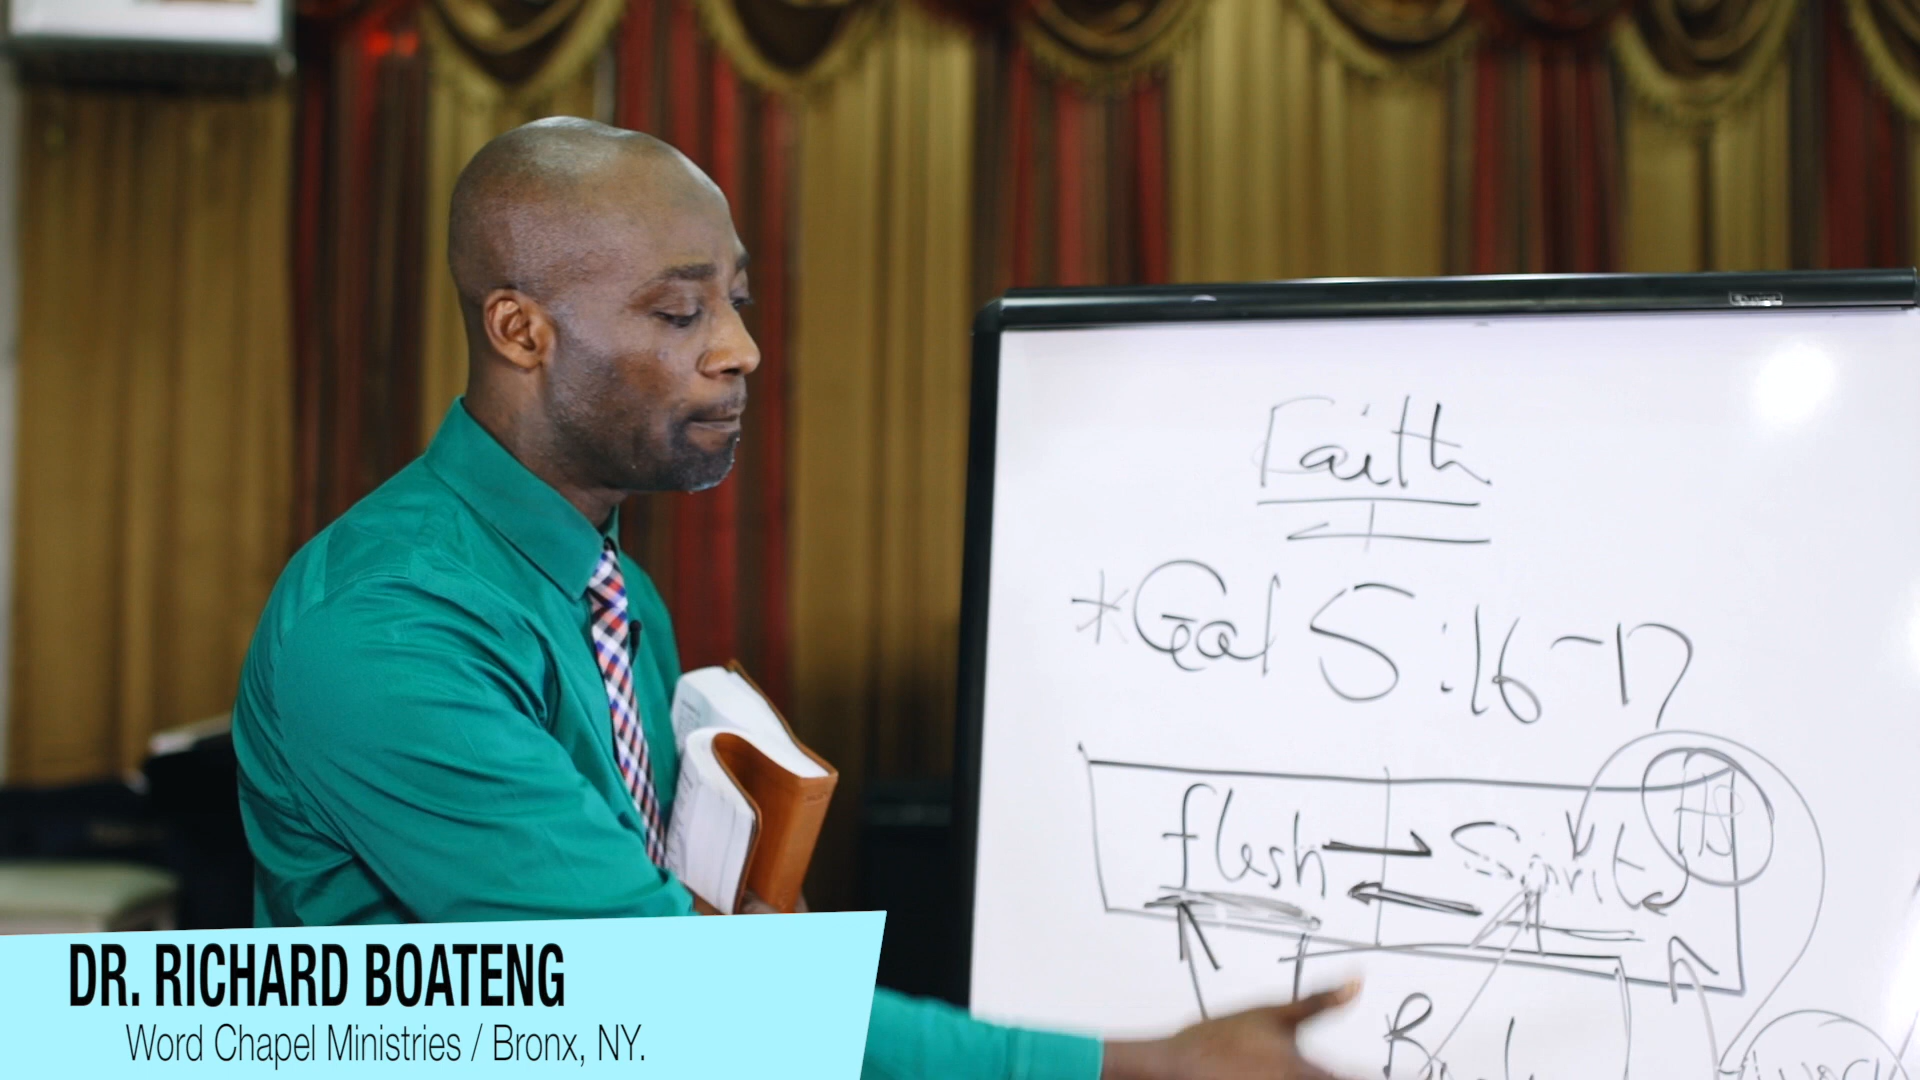 Faith
*Gal 5:16-17
flesh Spirit HS
DR. RICHARD BOATENG
Word Chapel Ministries / Bronx, NY.